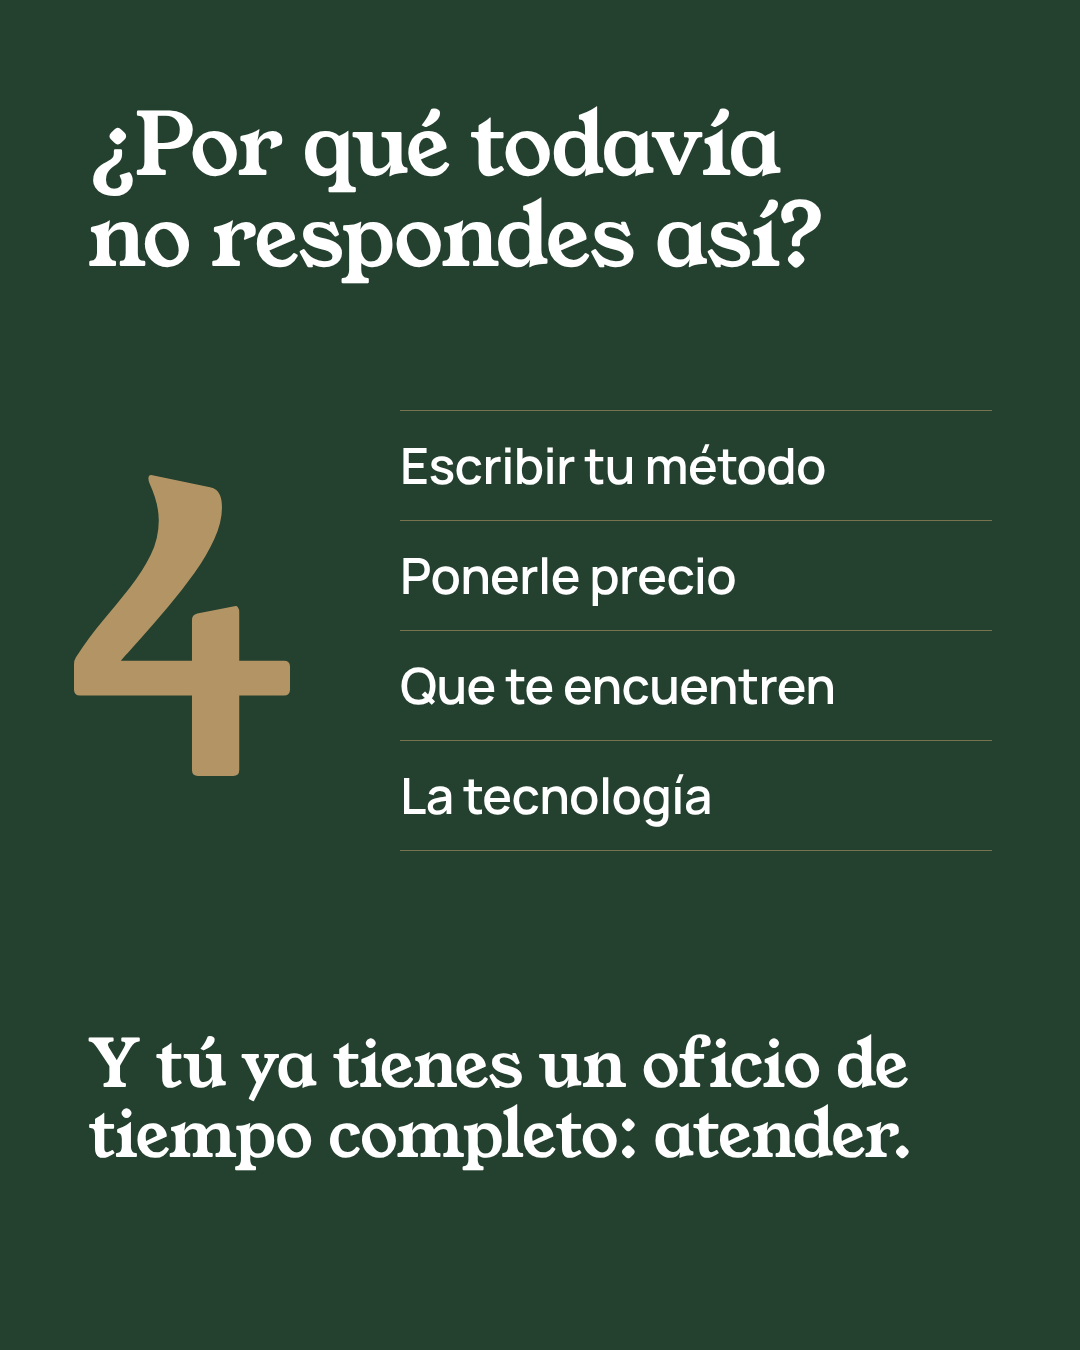 ¿Por qué todavía
no respondes así?
4
Escribir tu método
Ponerle precio
Que te encuentren
La tecnología
Y tú ya tienes un oficio de
tiempo completo: atender.